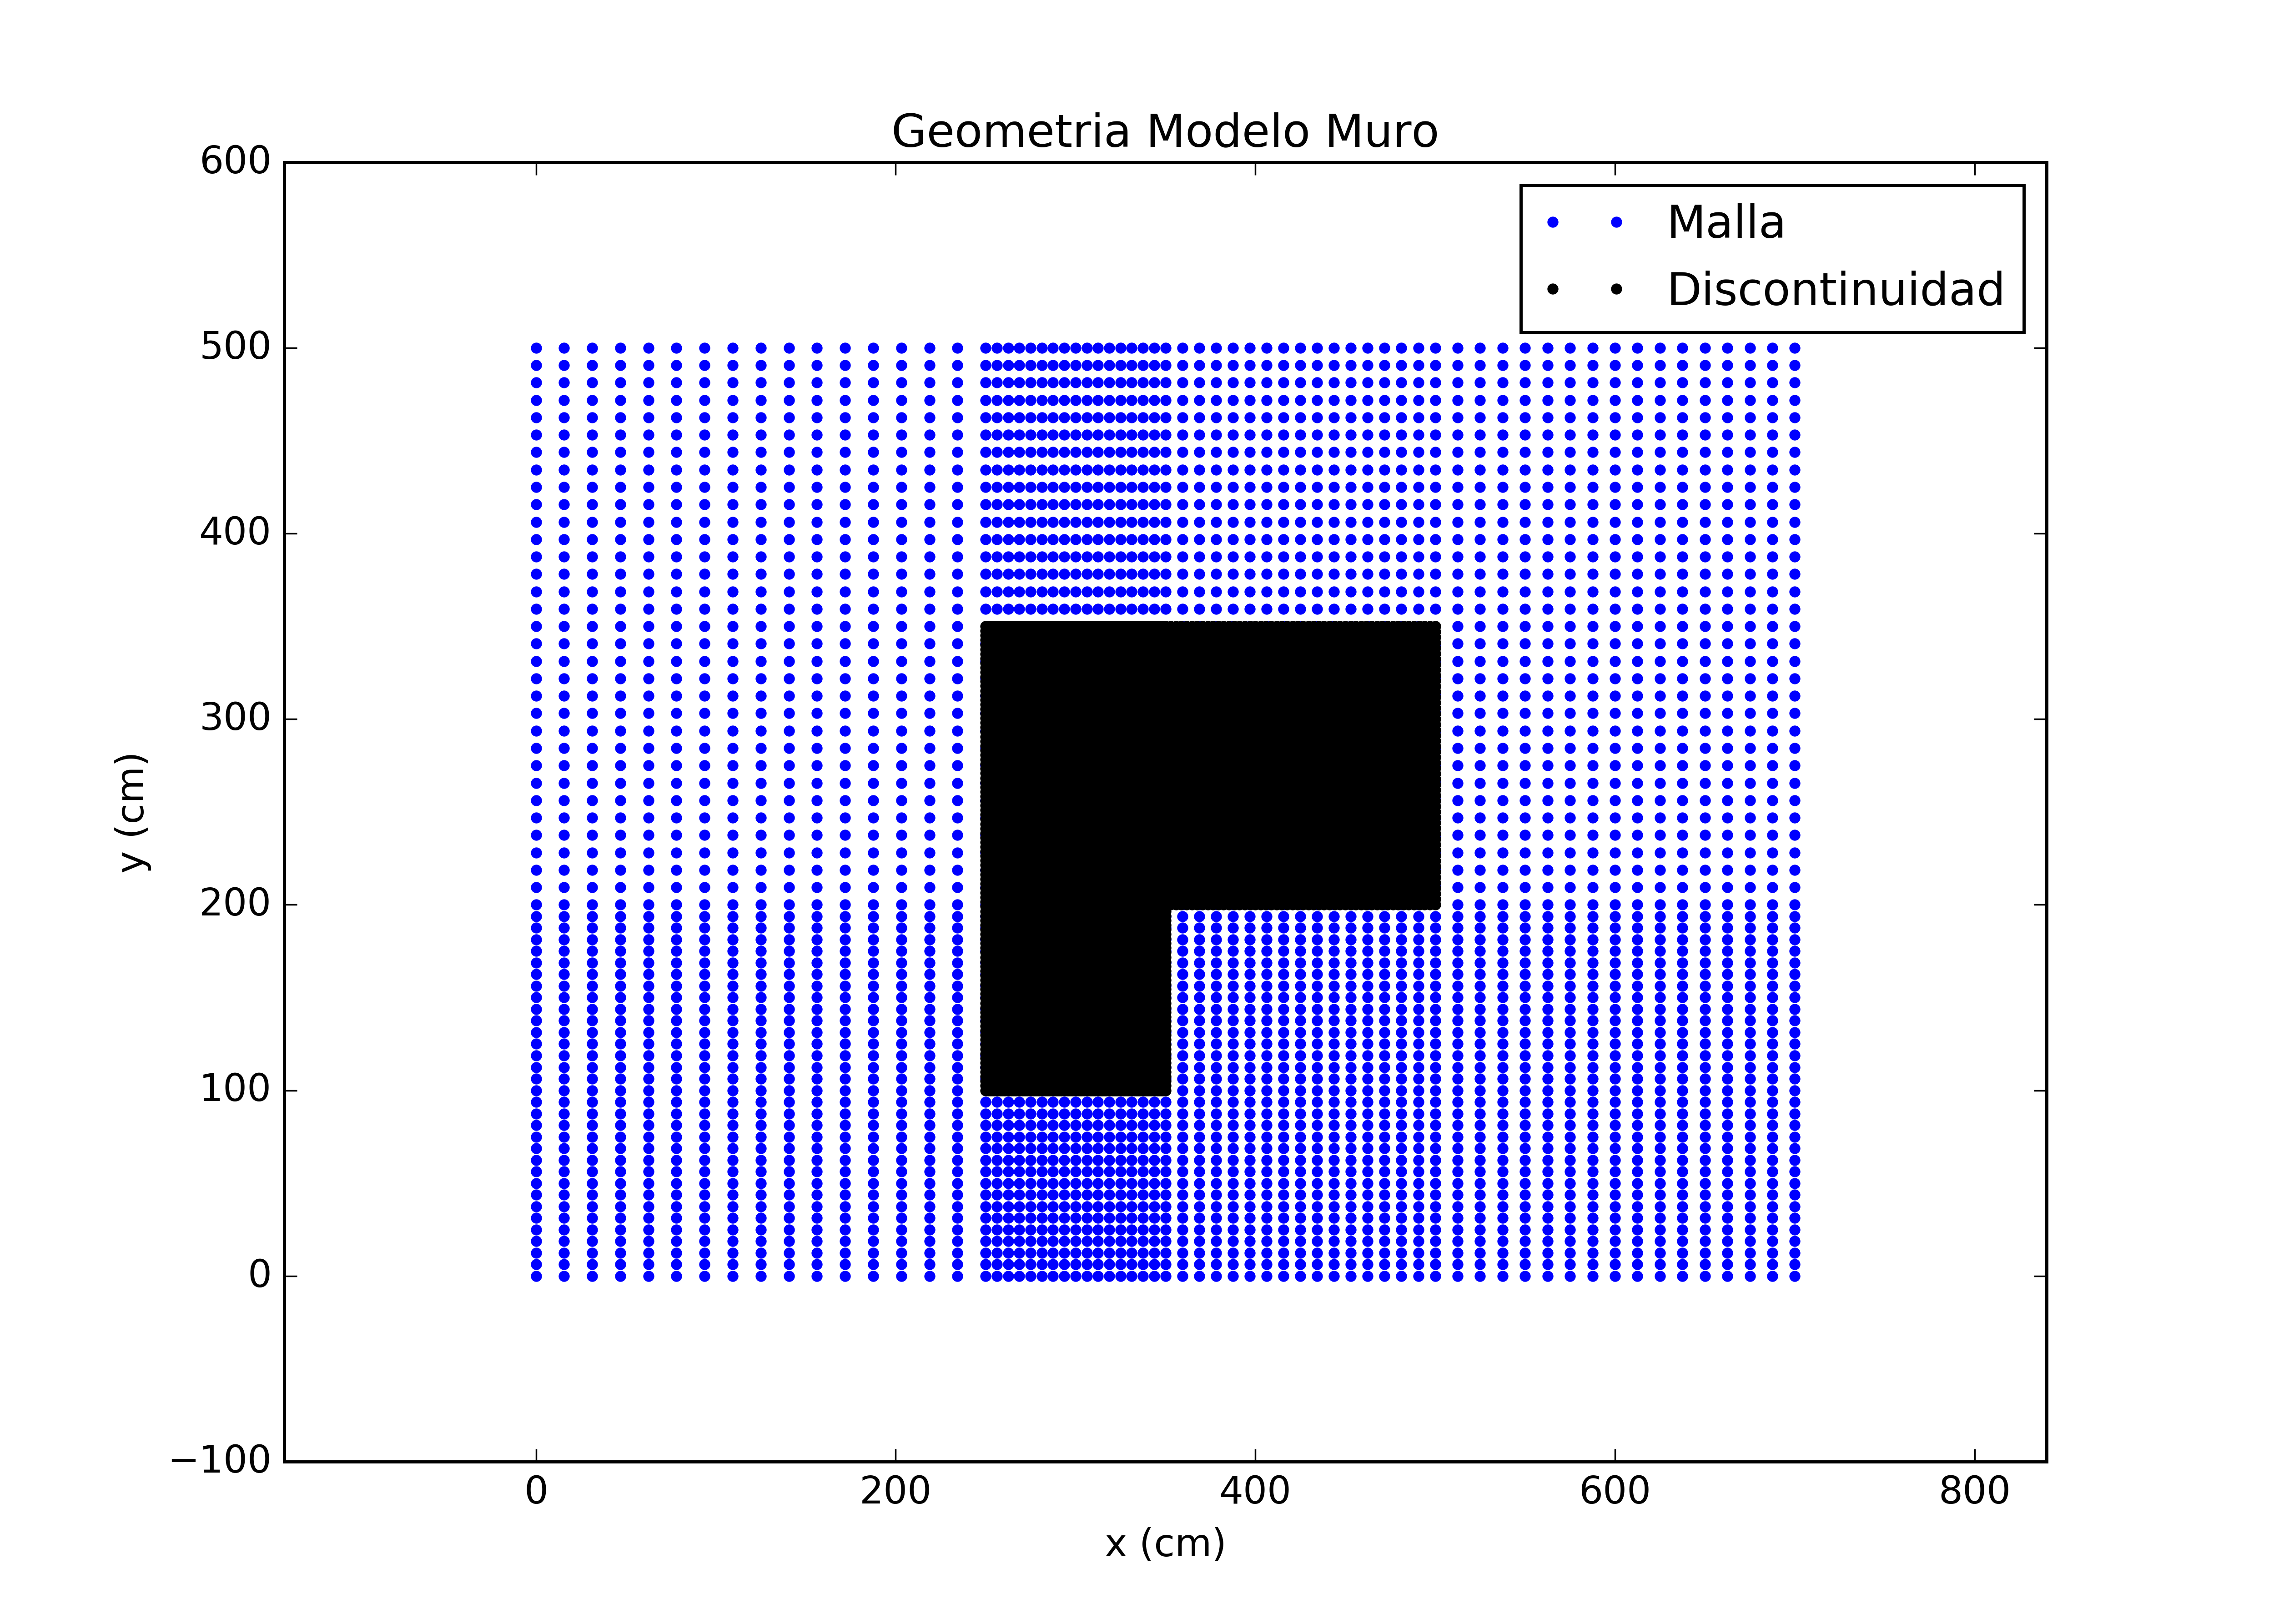 Geometria Modelo Muro
600
500
400
300
200
100
0
−100
y (cm)
Malla
Discontinuidad
0 200 400 600 800
x (cm)